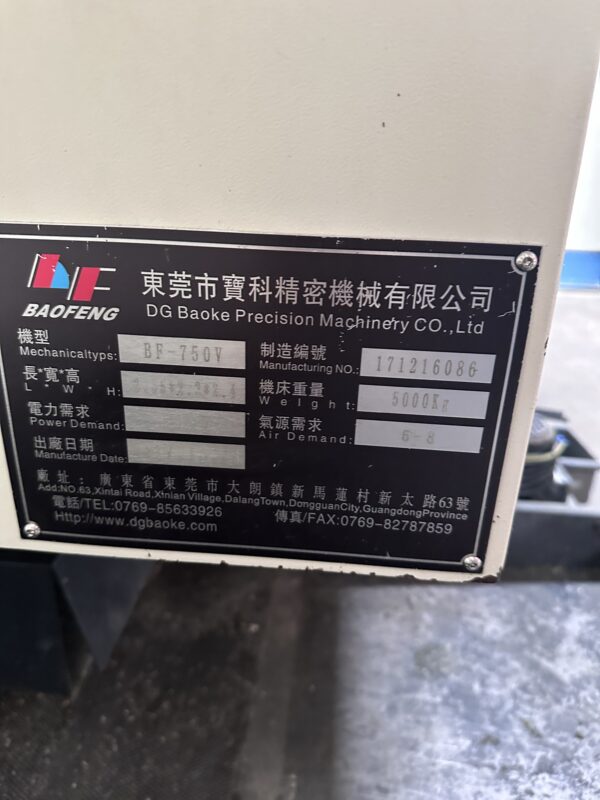 BAOFENG
東莞市寶科精密機械有限公司
DG Baoke Precision Machinery CO.,Ltd
機型
Mechanicaltyps: BF-750V
制造編號
Manufacturing NO.: 171216086
長*寬*高
L * W * H:
機床重量
Weight: 5000Kg
電力需求
Power Demand:
氣源需求
Air Demand: 6-8
出廠日期
Manufacture Date:
廠址:廣東省東莞市大朗鎮新馬蓮村新太路63號
Add:NO.63,Xintai Road,Xinian Village,DalangTown,DongguanCity,GuangdongProvince
電話/TEL:0769-85633926
傳真/FAX:0769-82787859
Http://www.dgbaoke.com